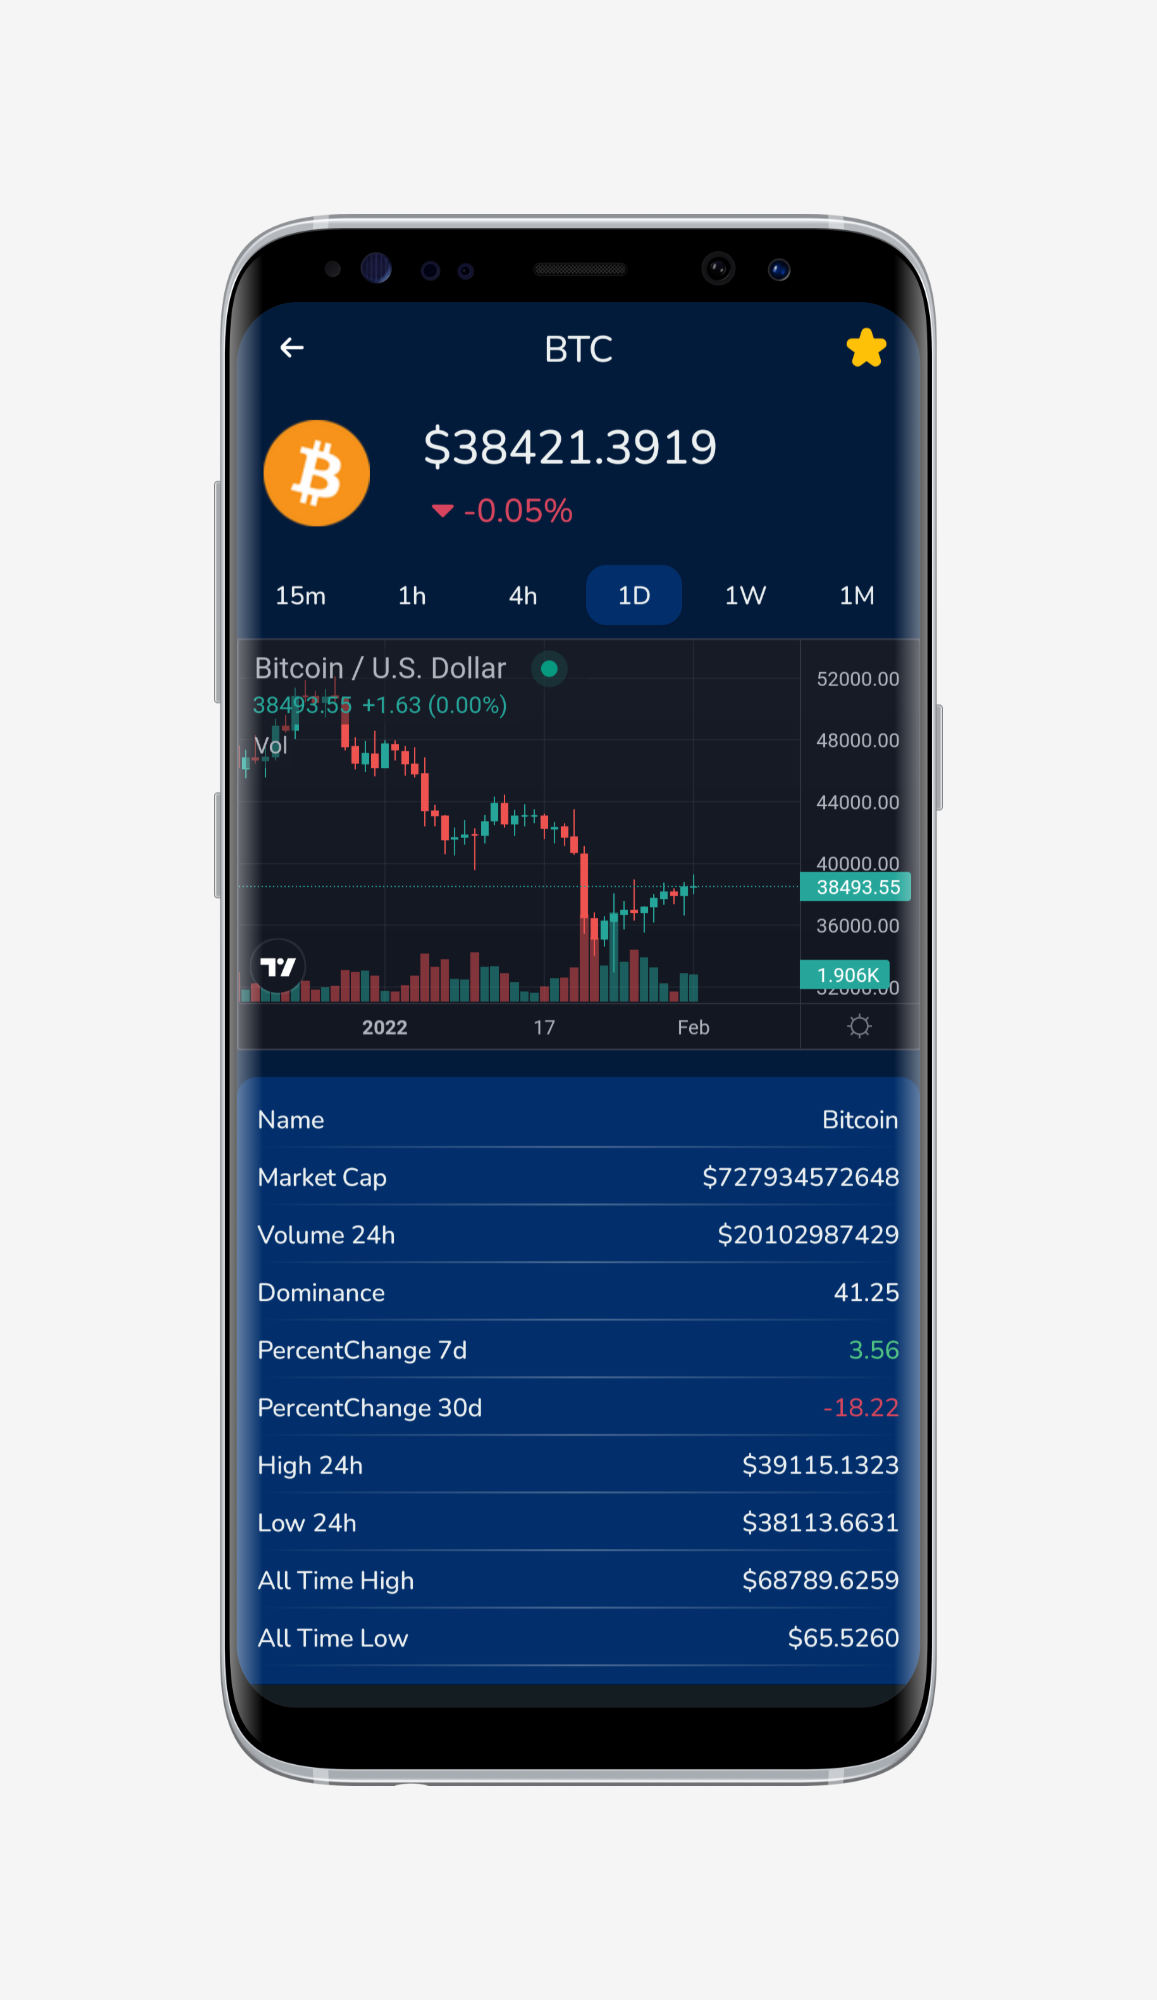 BTC
$38421.3919
-0.05%
15m 1h 4h 1D 1W 1M
Bitcoin / U.S. Dollar
38493.55 +1.63 (0.00%)
Vol
52000.00
48000.00
44000.00
40000.00
38493.55
36000.00
1.906K
32000.00
2022 17 Feb
Name Bitcoin
Market Cap $727934572648
Volume 24h $20102987429
Dominance 41.25
PercentChange 7d 3.56
PercentChange 30d -18.22
High 24h $39115.1323
Low 24h $38113.6631
All Time High $68789.6259
All Time Low $65.5260